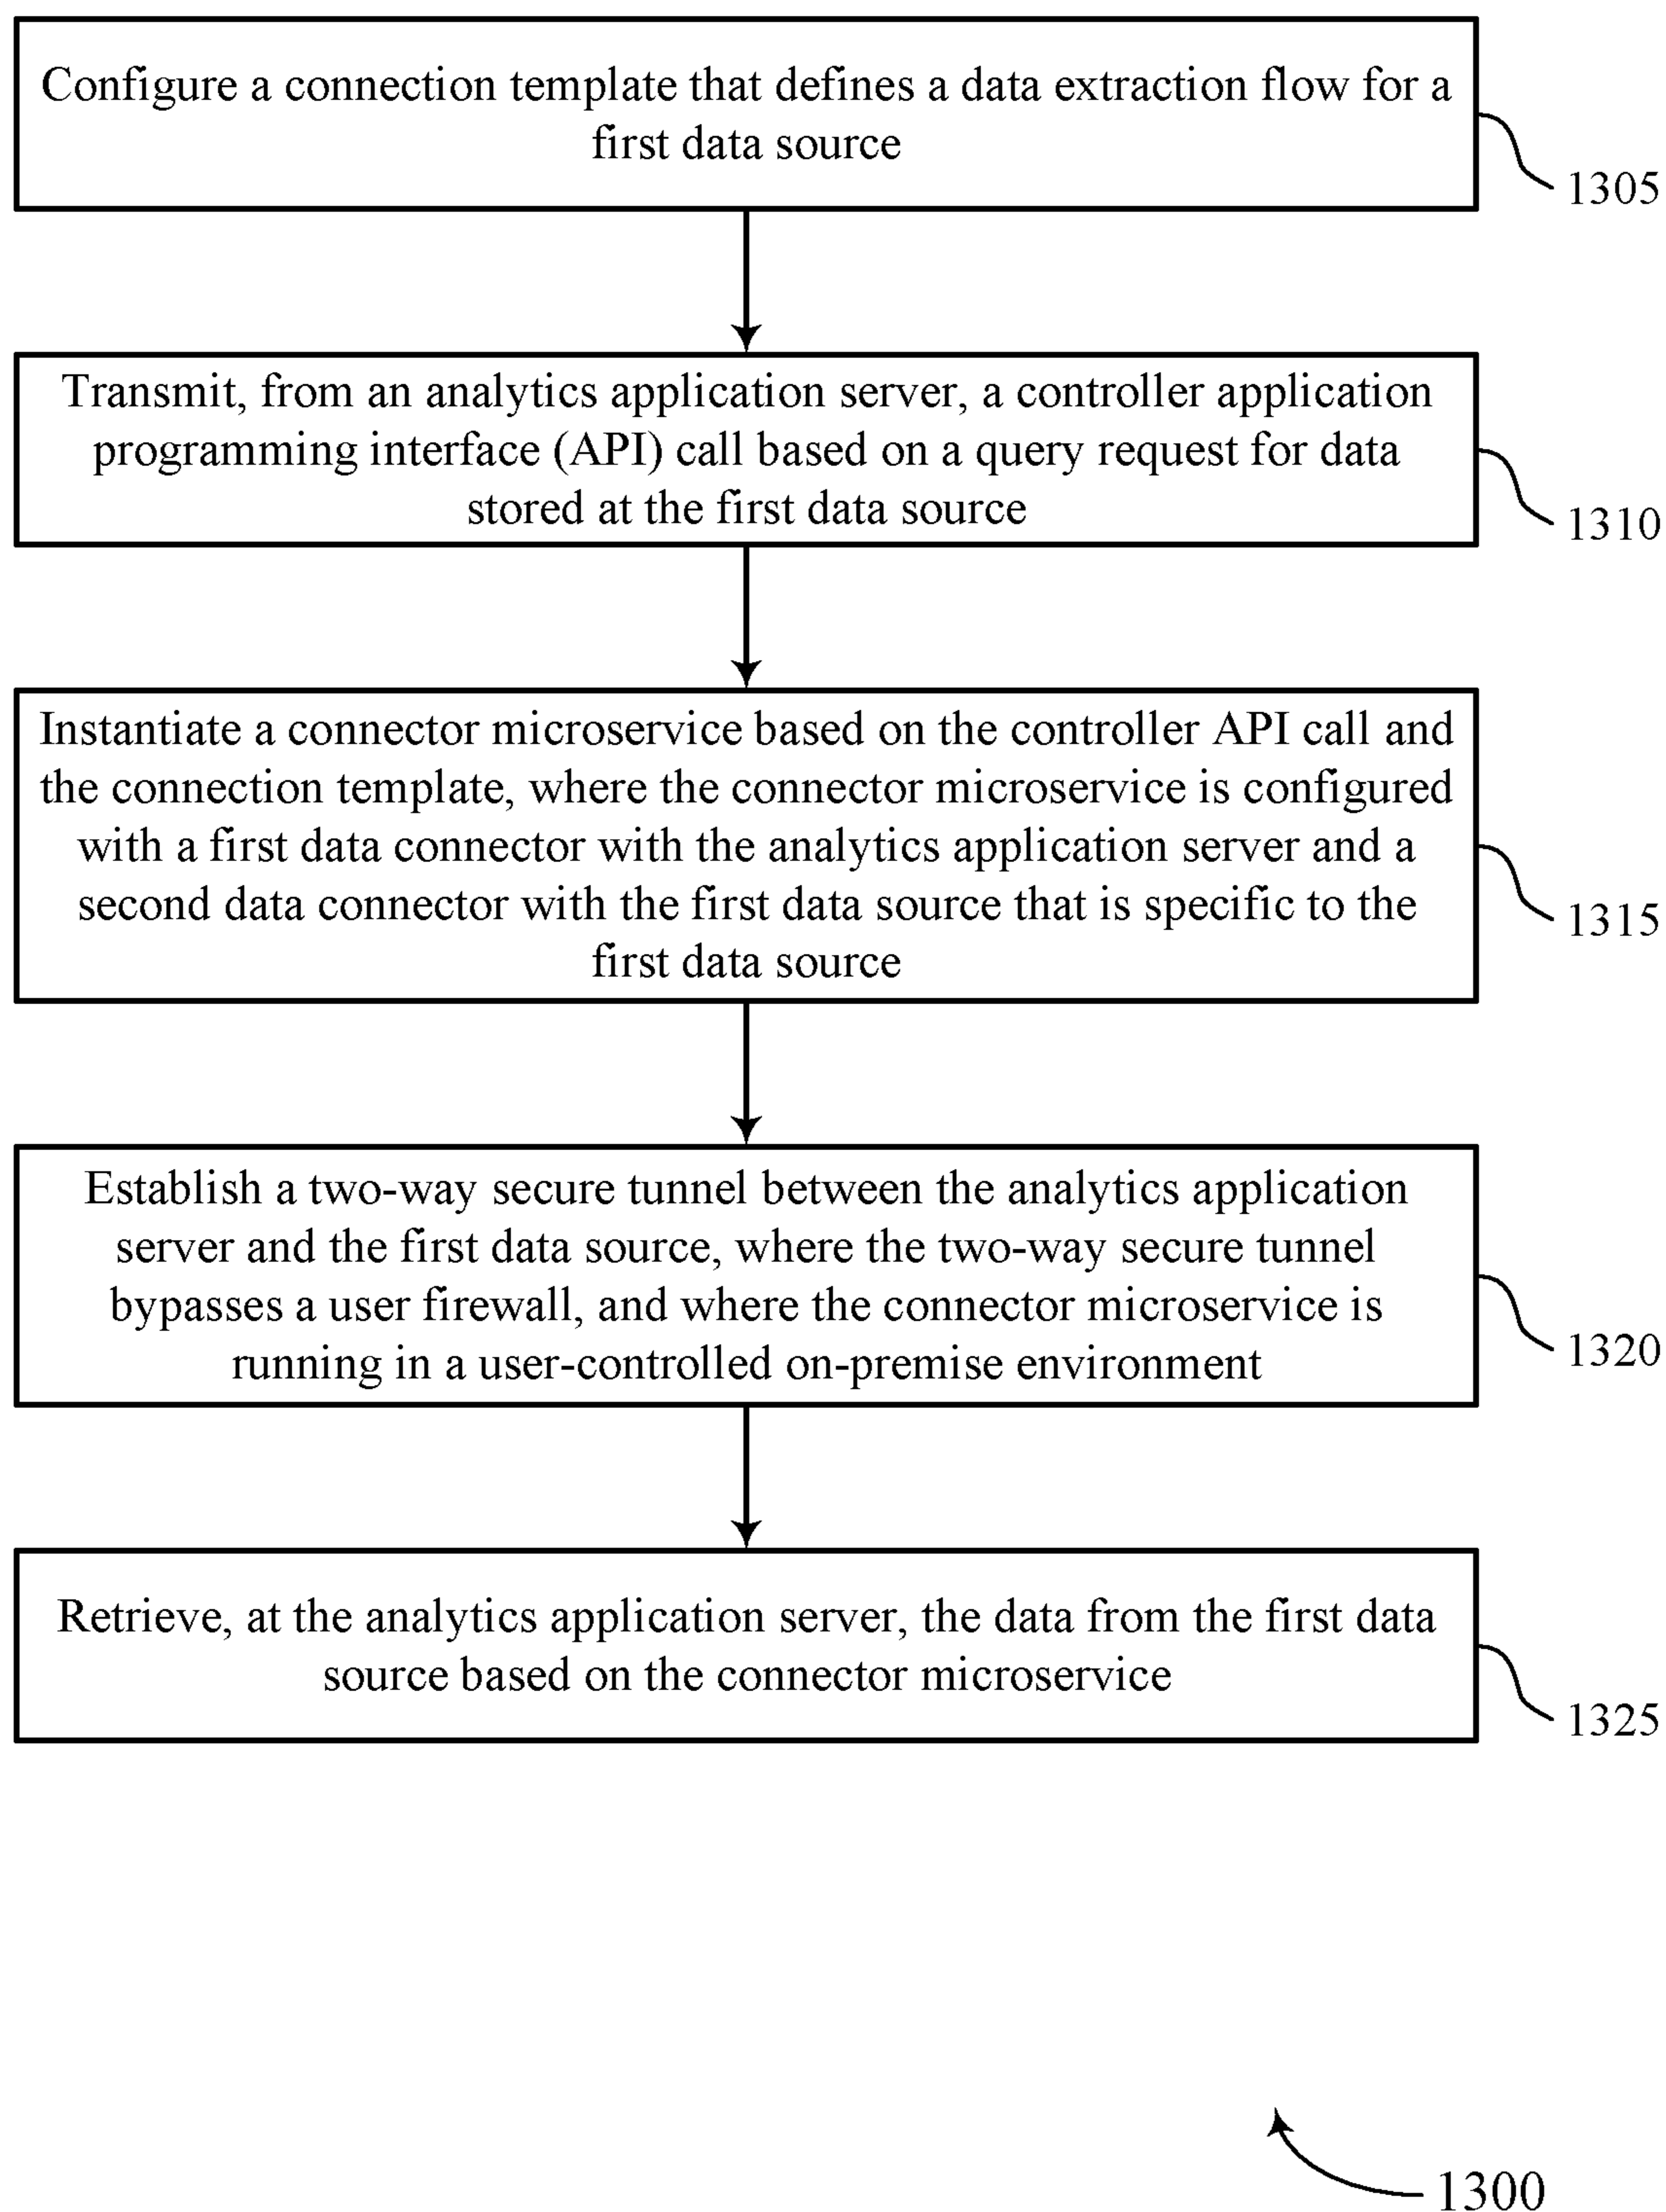 Configure a connection template that defines a data extraction flow for a
first data source
1305
Transmit, from an analytics application server, a controller application
programming interface (API) call based on a query request for data
stored at the first data source
1310
Instantiate a connector microservice based on the controller API call and
the connection template, where the connector microservice is configured
with a first data connector with the analytics application server and a
second data connector with the first data source that is specific to the
first data source
1315
Establish a two-way secure tunnel between the analytics application
server and the first data source, where the two-way secure tunnel
bypasses a user firewall, and where the connector microservice is
running in a user-controlled on-premise environment
1320
Retrieve, at the analytics application server, the data from the first data
source based on the connector microservice
1325
1300